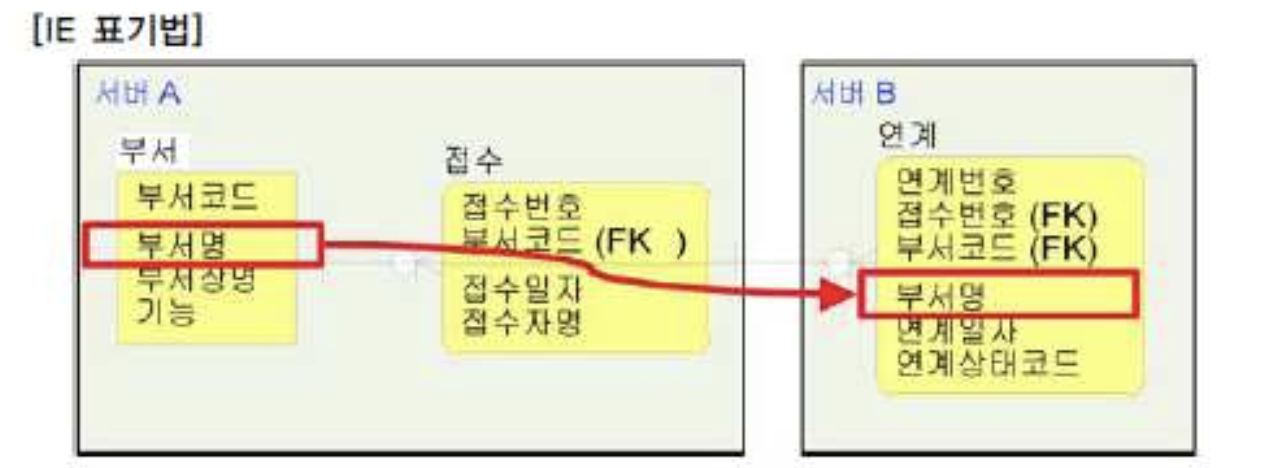 [IE 표기법]
서버 A
부서
부서코드
부서명
부서상명
기능
접수
접수번호
부서코드 (FK )
접수일자
접수자명
서버 B
연계
연계번호
접수번호 (FK)
부서코드 (FK)
부서명
연계일자
연계상태코드